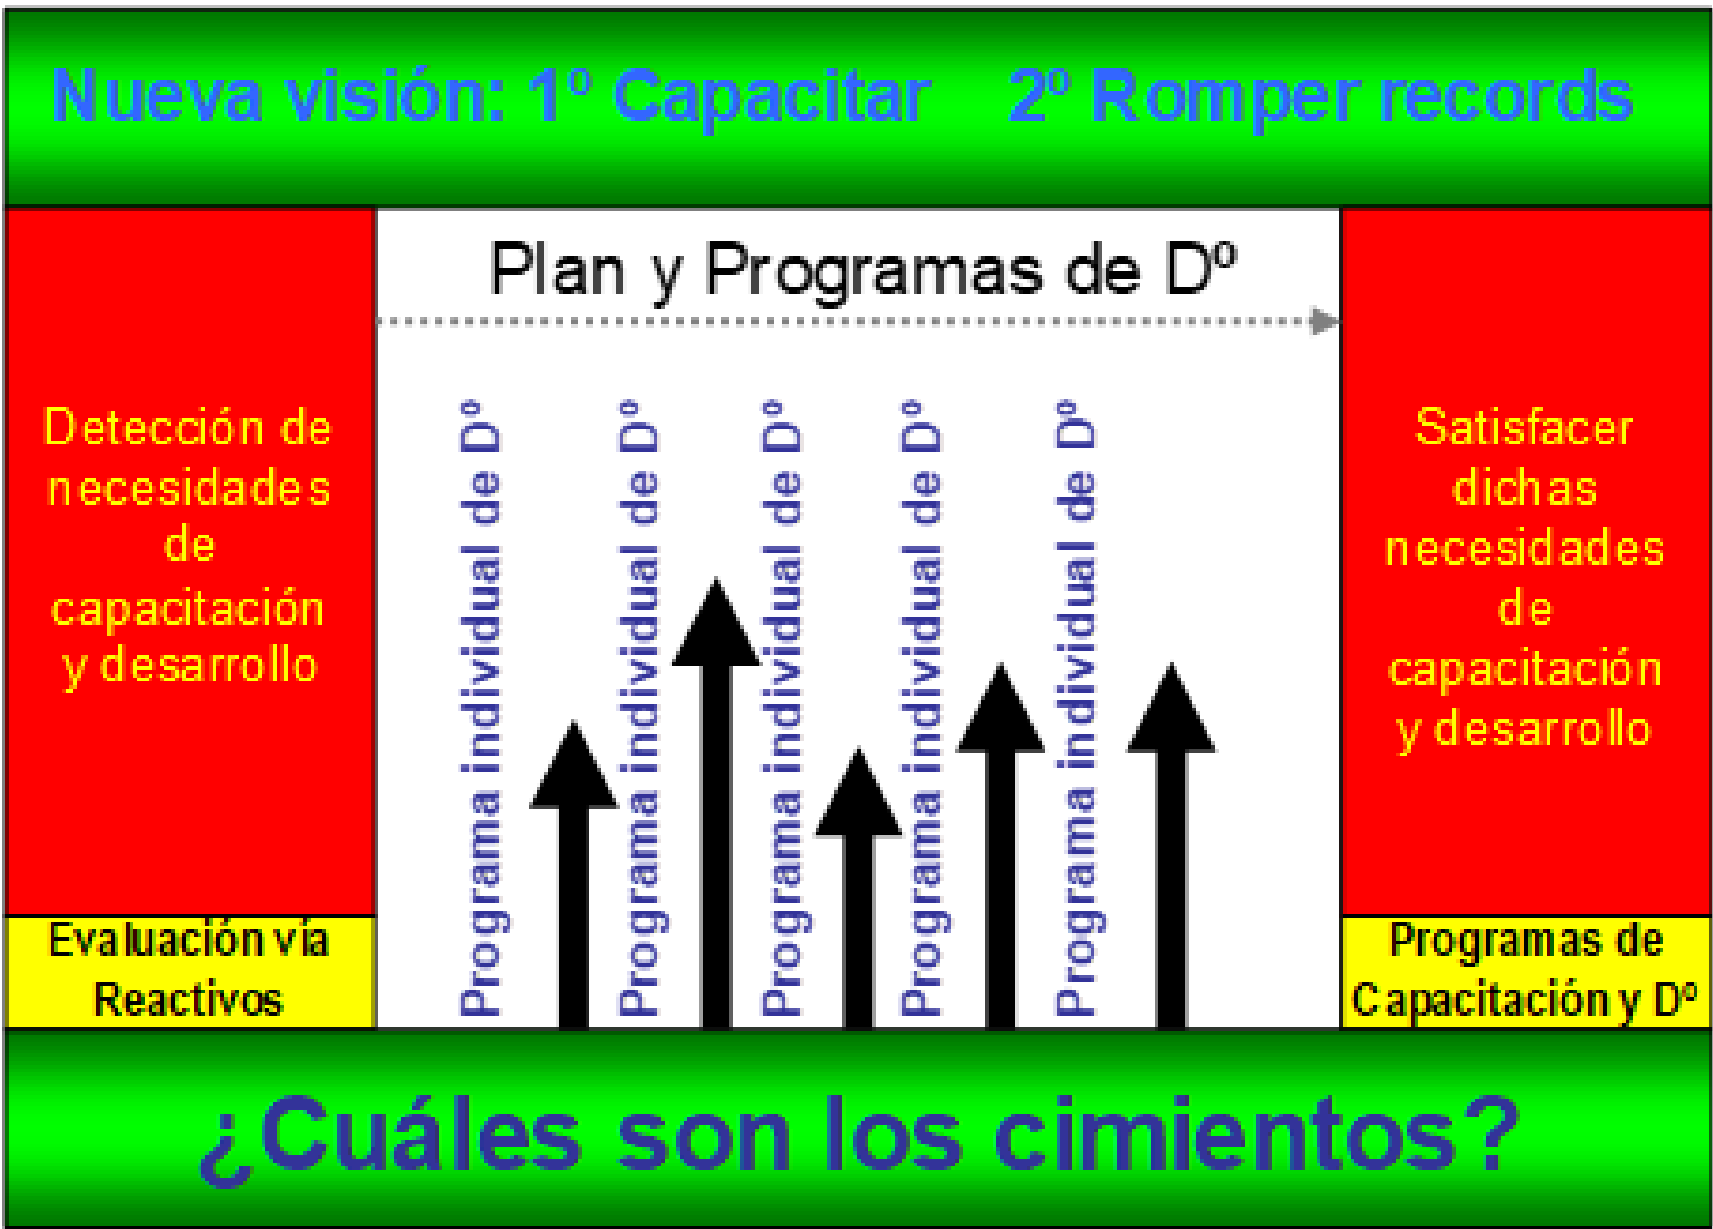 Nueva visión: 1º Capacitar 2º Romper records
Plan y Programas de Dº
Detección de
necesidades
de
capacitación
y desarrollo
Evaluación vía
Reactivos
Programa individual de Dº
Programa individual de Dº
Programa individual de Dº
Programa individual de Dº
Programa individual de Dº
Satisfacer
dichas
necesidades
de
capacitación
y desarrollo
Programas de
Capacitación y Dº
¿Cuáles son los cimientos?